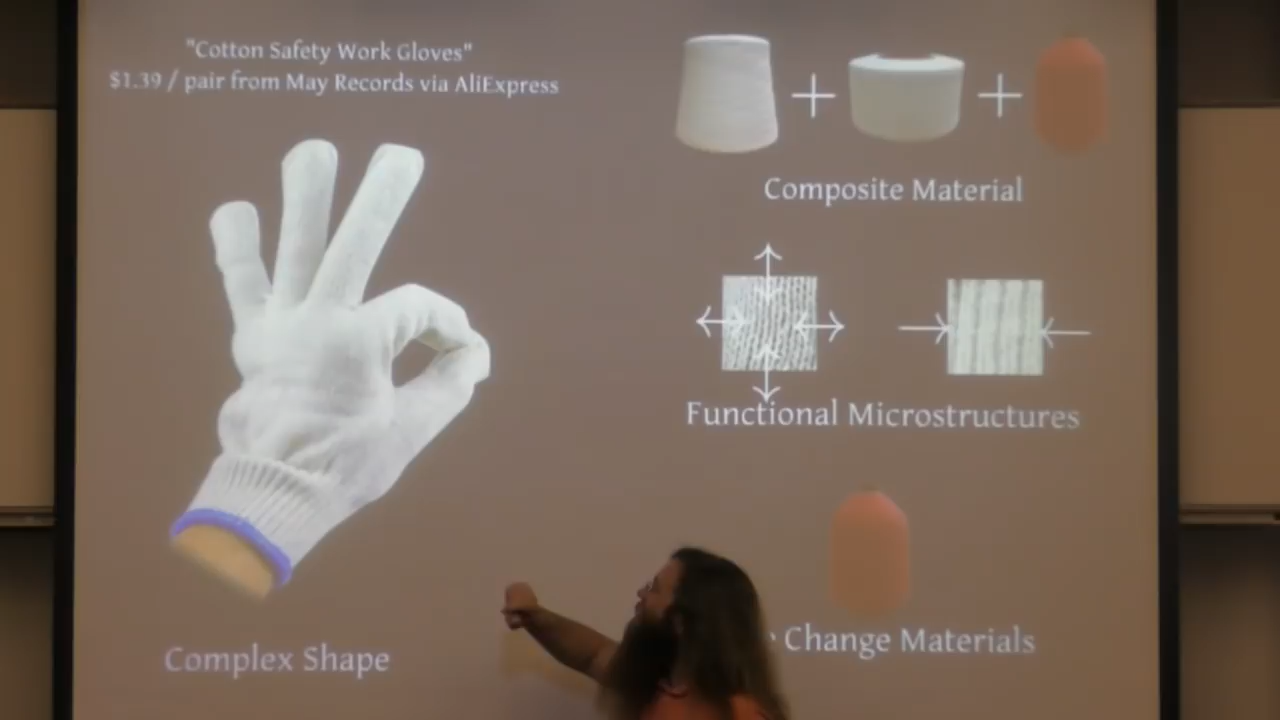 "Cotton Safety Work Gloves"
$1.39 / pair from May Records via AliExpress
Complex Shape
Composite Material
Functional Microstructures
Change Materials